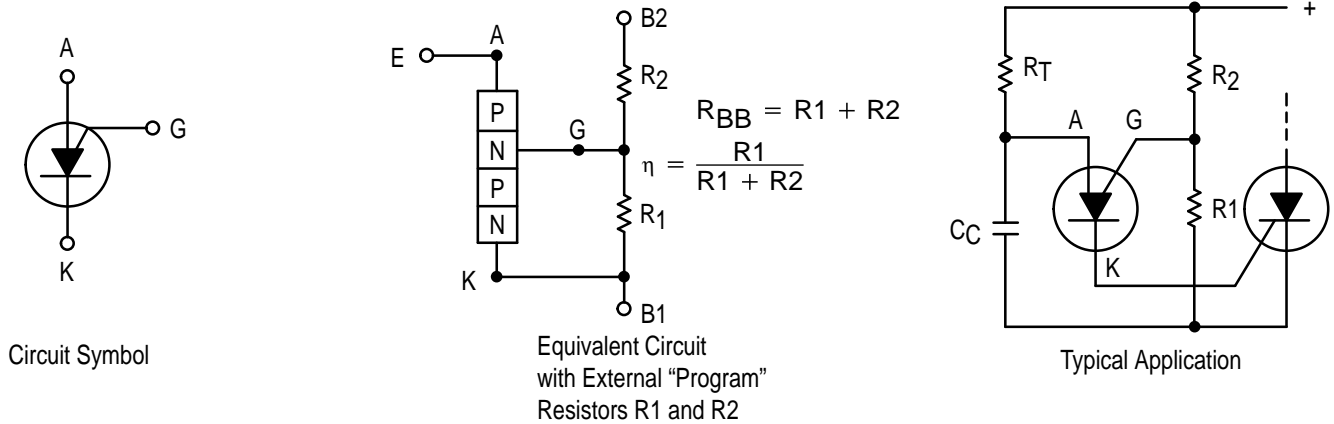 A
G
K
Circuit Symbol
B2
E
A
R2
P
N
P
N
G
RBB = R1 + R2
η = R1
R1 + R2
R1
K
B1
Equivalent Circuit
with External “Program”
Resistors R1 and R2
+
RT
R2
A
G
R1
CC
K
Typical Application